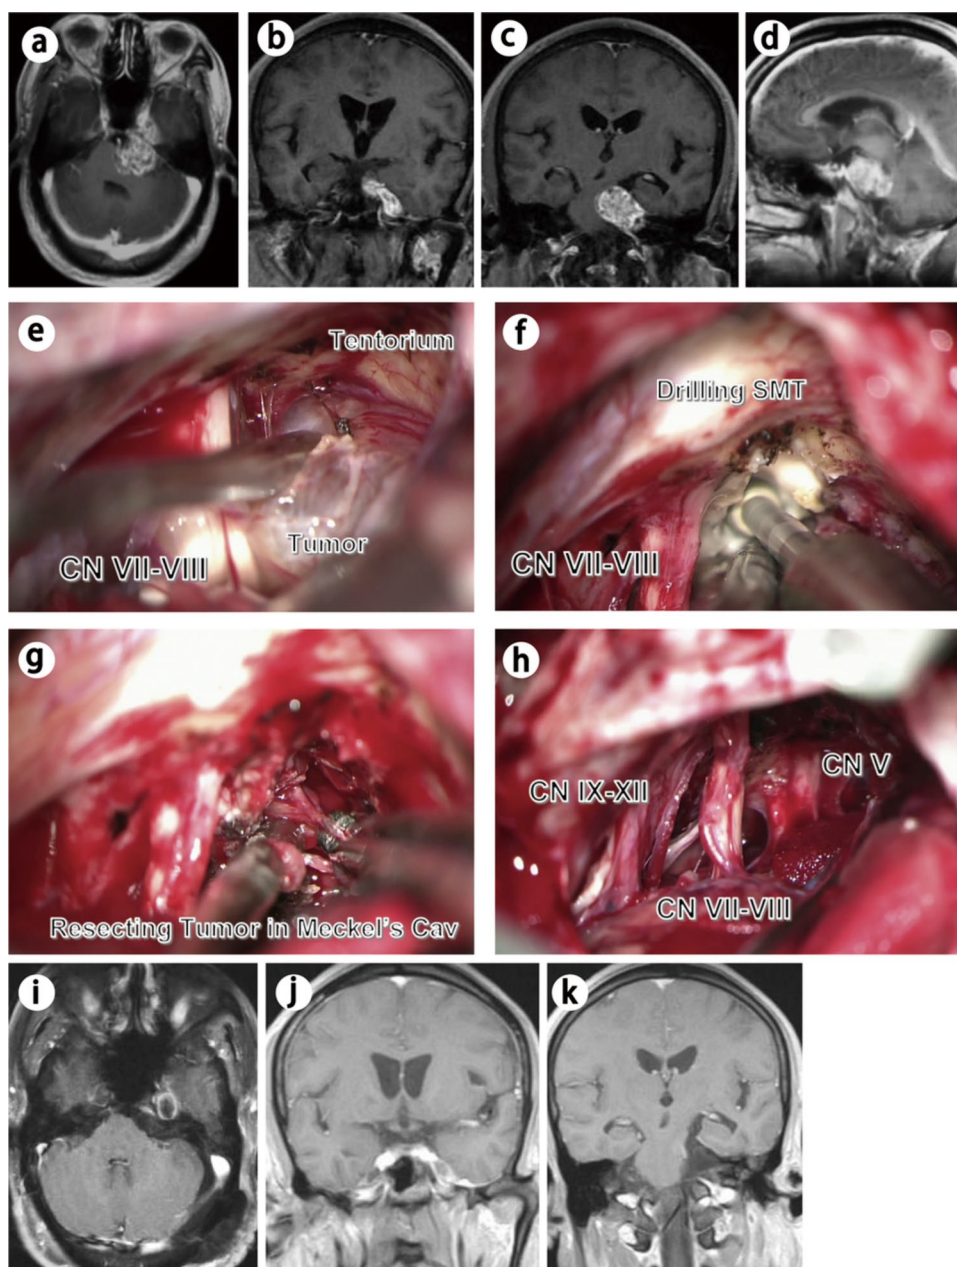 a
b
c
d
e
Tentorium
Tumor
CN VII-VIII
f
Drilling SMT
CN VII-VIII
g
Resecting Tumor in Meckel's Cav
h
CN IX-XII
CN V
CN VII-VIII
i
j
k